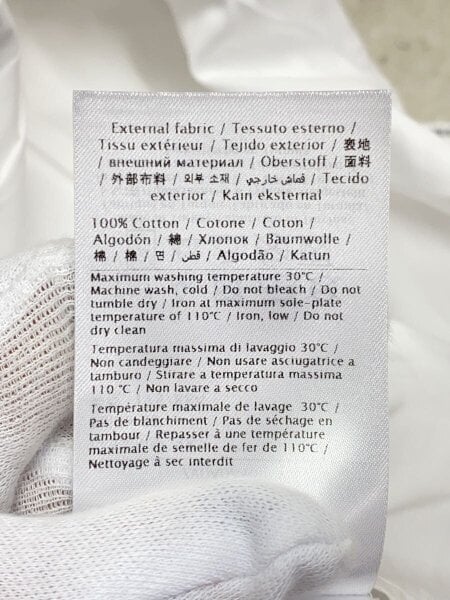 External fabric / Tessuto esterno /
Tissu extérieur / Tejido exterior / 表地
/ внешний материал / Oberstoff / 面料
/ 外部布料 / 외부 소재 / قماش خارجي / Tecido
exterior / Kain eksternal
100% Cotton / Cotone / Coton /
Algodón / 綿 / Хлопок / Baumwolle /
棉 / 棉 / 면 / قطن / Algodão / Katun
Maximum washing temperature 30°C /
Machine wash, cold / Do not bleach / Do not
tumble dry / Iron at maximum sole-plate
temperature of 110°C / Iron, low / Do not
dry clean
Temperatura massima di lavaggio 30°C /
Non candeggiare / Non usare asciugatrice a
tamburo / Stirare a temperatura massima
110 °C / Non lavare a secco
Température maximale de lavage 30°C /
Pas de blanchiment / Pas de séchage en
tambour / Repasser à une température
maximale de semelle de fer de 110°C /
Nettoyage à sec interdit